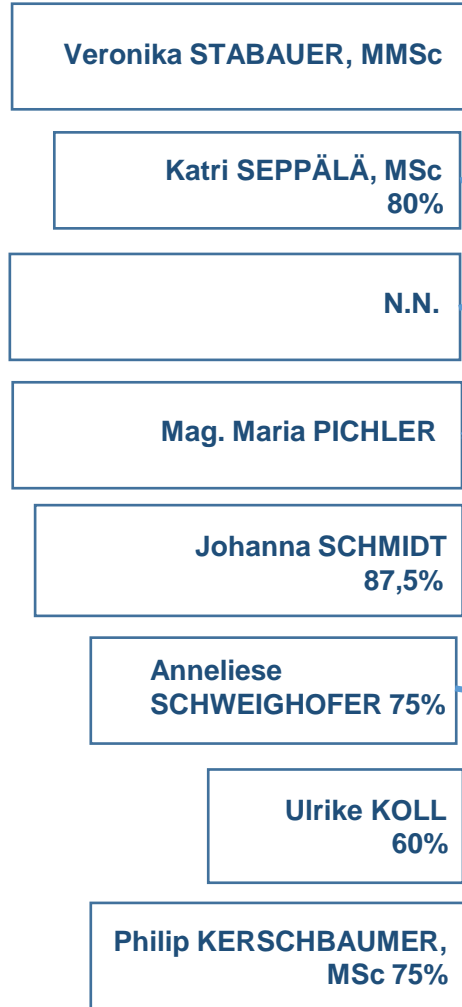 Veronika STABAUER, MMSc
Katri SEPPÄLÄ, MSc
80%
N.N.
Mag. Maria PICHLER
Johanna SCHMIDT
87,5%
Anneliese
SCHWEIGHOFER 75%
Ulrike KOLL
60%
Philip KERSCHBAUMER,
MSc 75%